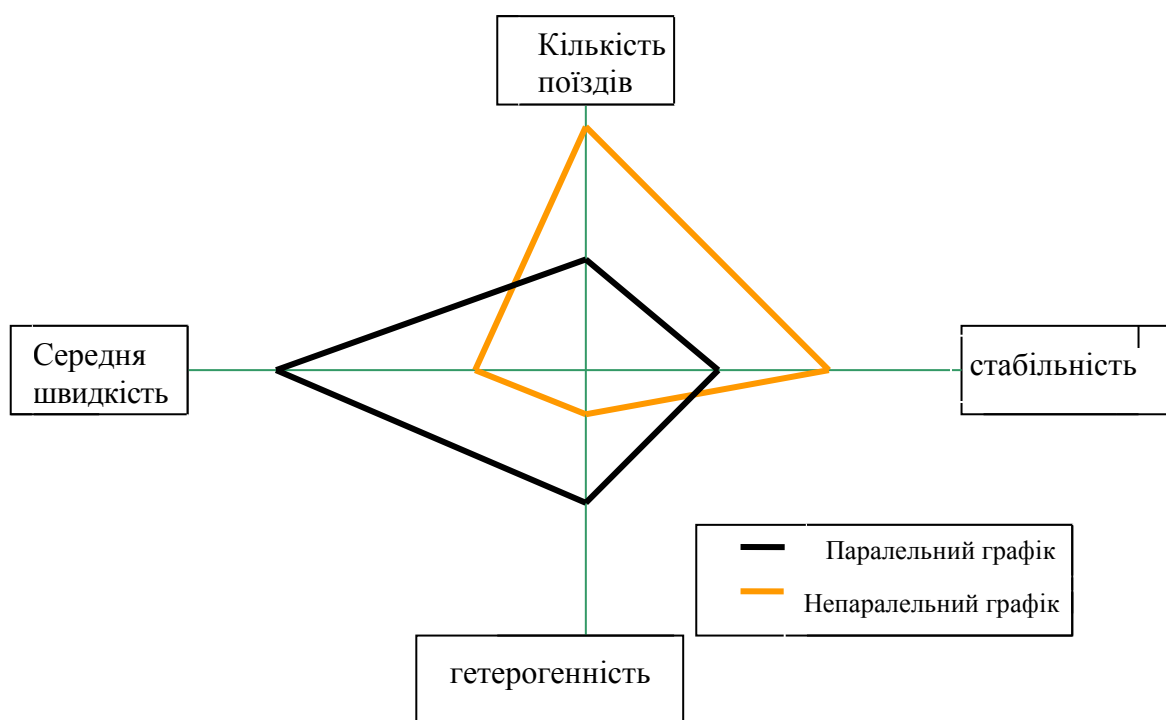 Кількість
поїздів
Середня
швидкість
стабільність
Паралельний графік
Непаралельний графік
гетерогенність